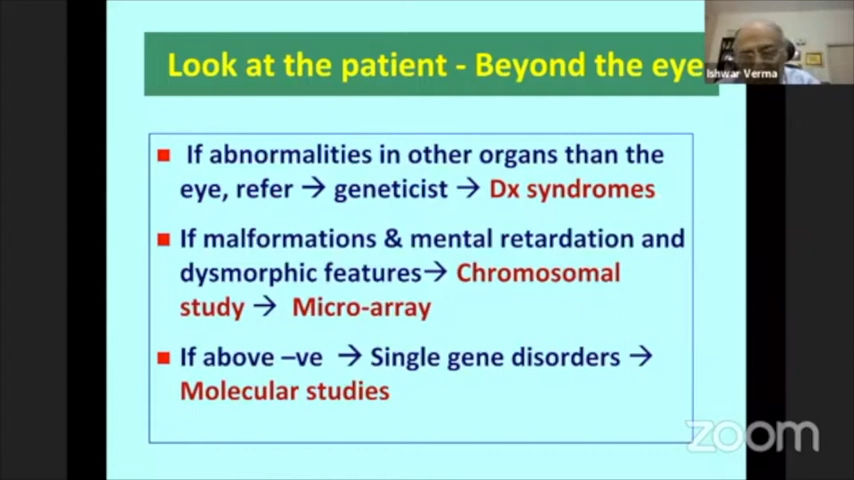 Look at the patient - Beyond the eye
Ishwar Verma
■ If abnormalities in other organs than the
eye, refer → geneticist → Dx syndromes
■ If malformations & mental retardation and
dysmorphic features→ Chromosomal
study → Micro-array
■ If above –ve → Single gene disorders →
Molecular studies
zoom